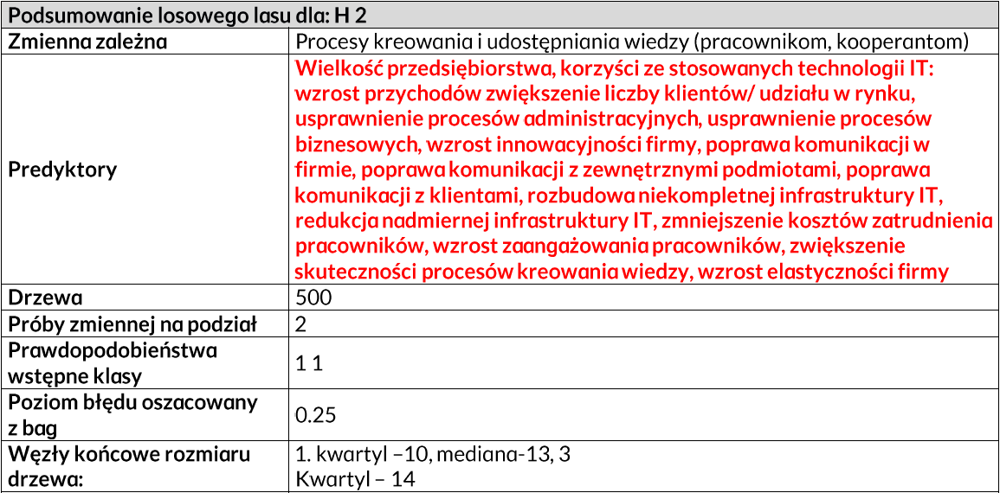 Podsumowanie losowego lasu dla: H 2
Zmienna zależna
Procesy kreowania i udostępniania wiedzy (pracownikom, kooperantom)
Predyktory
Wielkość przedsiębiorstwa, korzyści ze stosowanych technologii IT:
wzrost przychodów zwiększenie liczby klientów/ udziału w rynku,
usprawnienie procesów administracyjnych, usprawnienie procesów
biznesowych, wzrost innowacyjności firmy, poprawa komunikacji w
firmie, poprawa komunikacji z zewnętrznymi podmiotami, poprawa
komunikacji z klientami, rozbudowa niekompletnej infrastruktury IT,
redukcja nadmiernej infrastruktury IT, zmniejszenie kosztów zatrudnienia
pracowników, wzrost zaangażowania pracowników, zwiększenie
skuteczności procesów kreowania wiedzy, wzrost elastyczności firmy
Drzewa
500
Próby zmiennej na podział
2
Prawdopodobieństwa
wstępne klasy
1 1
Poziom błędu oszacowany
z bag
0.25
Węzły końcowe rozmiaru
drzewa:
1. kwartyl –10, mediana-13, 3
Kwartyl – 14